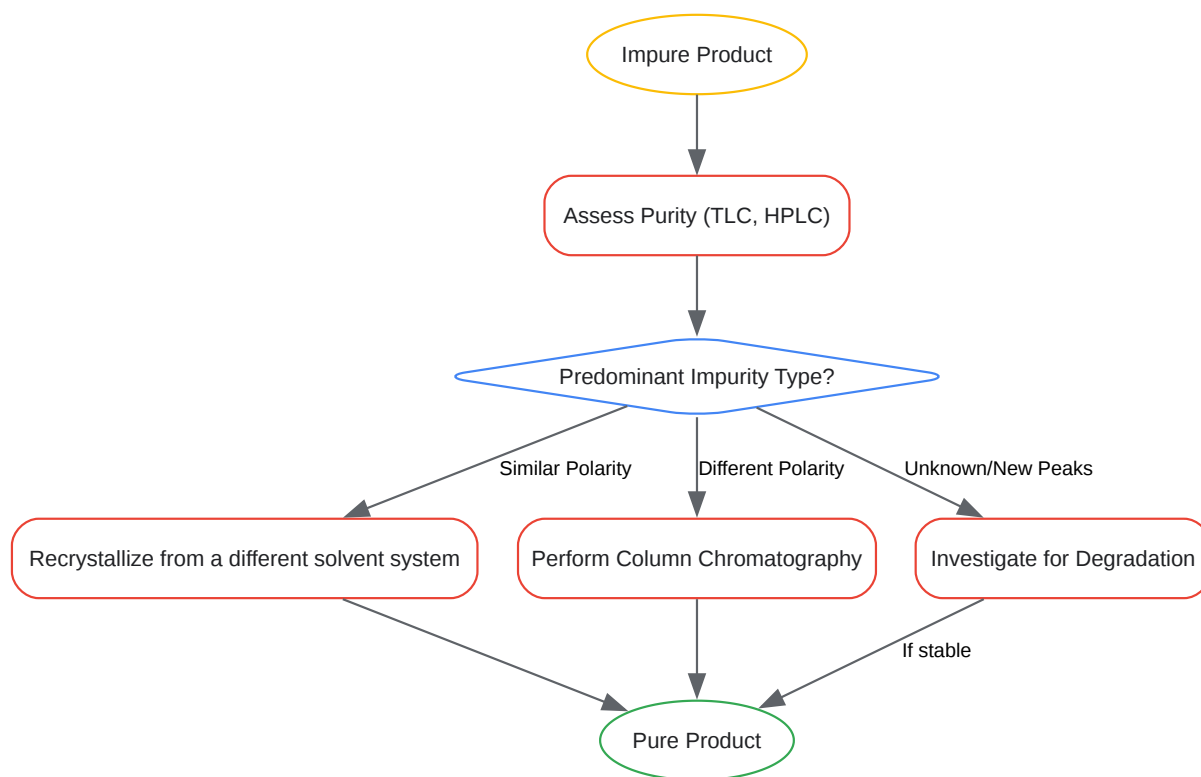 Impure Product
Assess Purity (TLC, HPLC)
Predominant Impurity Type?
Similar Polarity
Different Polarity
Unknown/New Peaks
Recrystallize from a different solvent system
Perform Column Chromatography
Investigate for Degradation
If stable
Pure Product